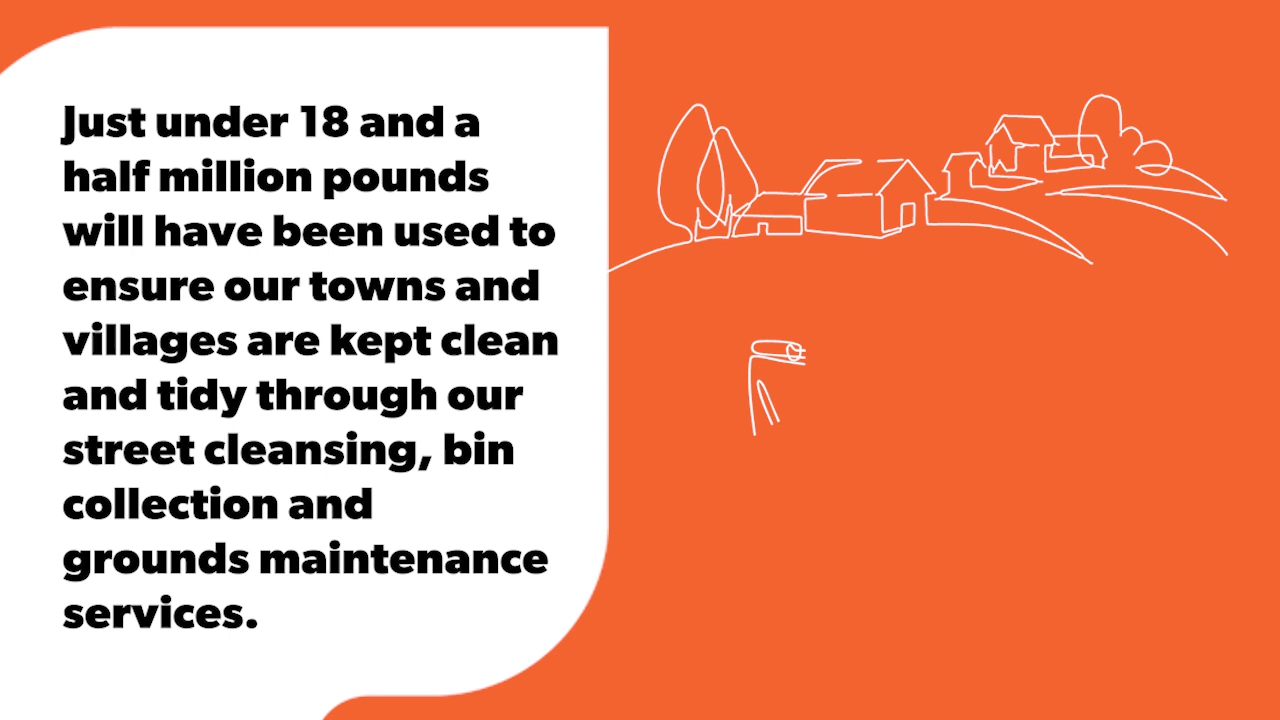 Just under 18 and a
half million pounds
will have been used to
ensure our towns and
villages are kept clean
and tidy through our
street cleansing, bin
collection and
grounds maintenance
services.